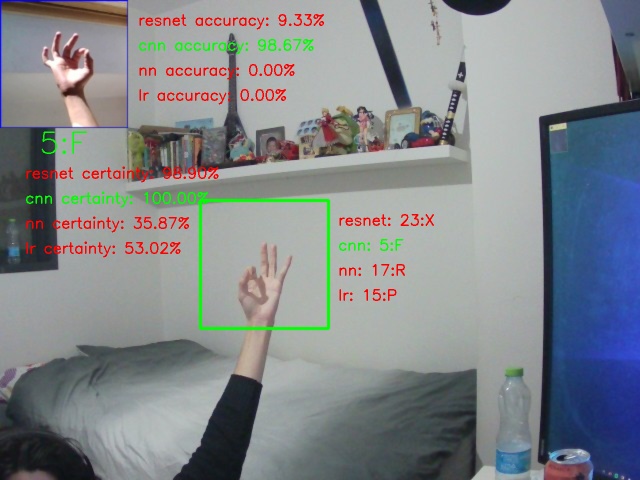 resnet accuracy: 9.33%
cnn accuracy: 98.67%
nn accuracy: 0.00%
lr accuracy: 0.00%
5:F
resnet certainty: 98.90%
cnn certainty: 100.00%
nn certainty: 35.87%
lr certainty: 53.02%
resnet: 23:X
cnn: 5:F
nn: 17:R
lr: 15:P